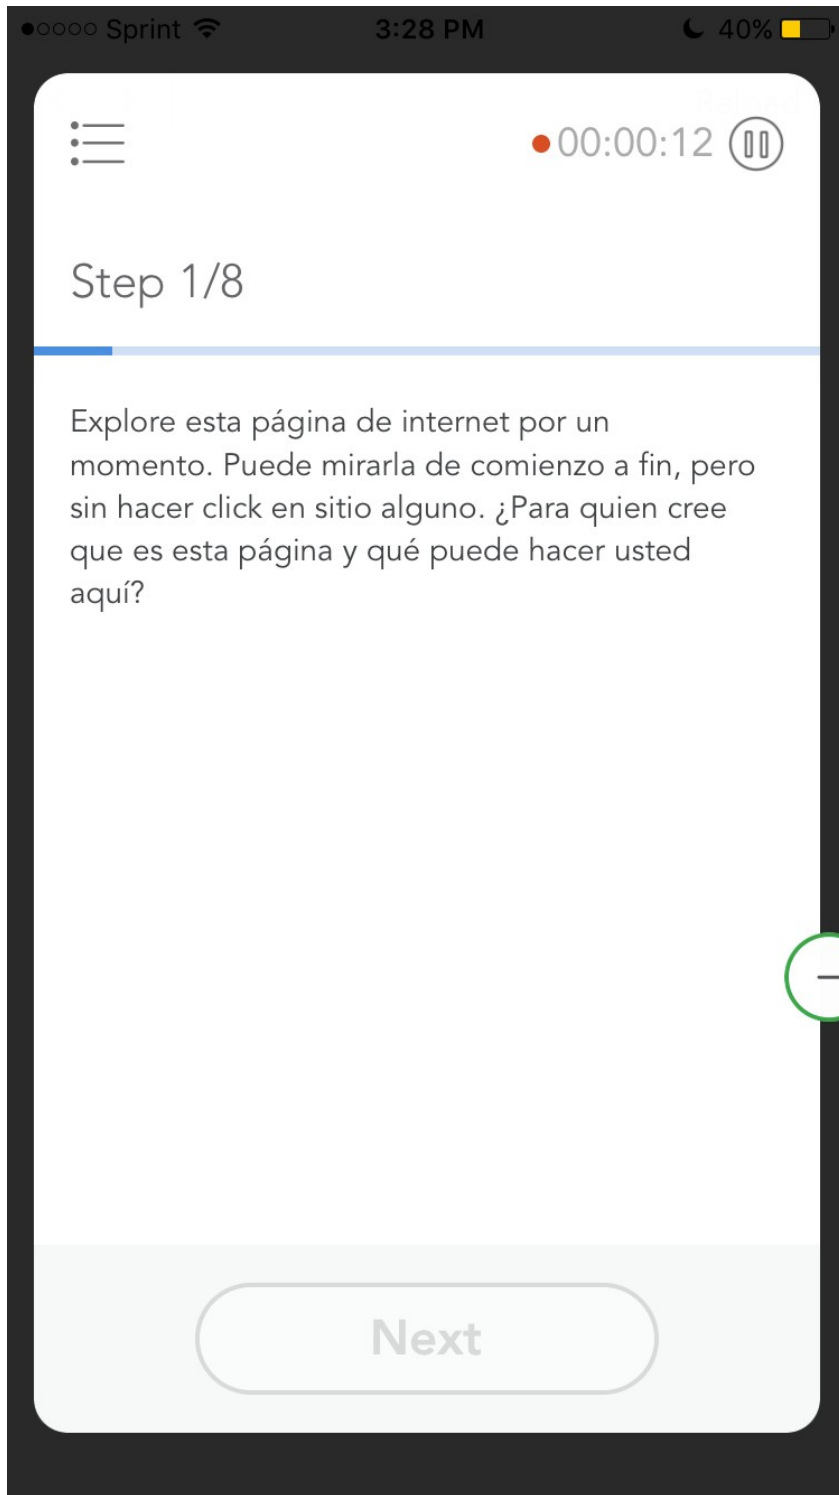 Sprint 3:28 PM 40%
00:00:12
Step 1/8
Explore esta página de internet por un
momento. Puede mirarla de comienzo a fin, pero
sin hacer click en sitio alguno. ¿Para quien cree
que es esta página y qué puede hacer usted
aquí?
Next